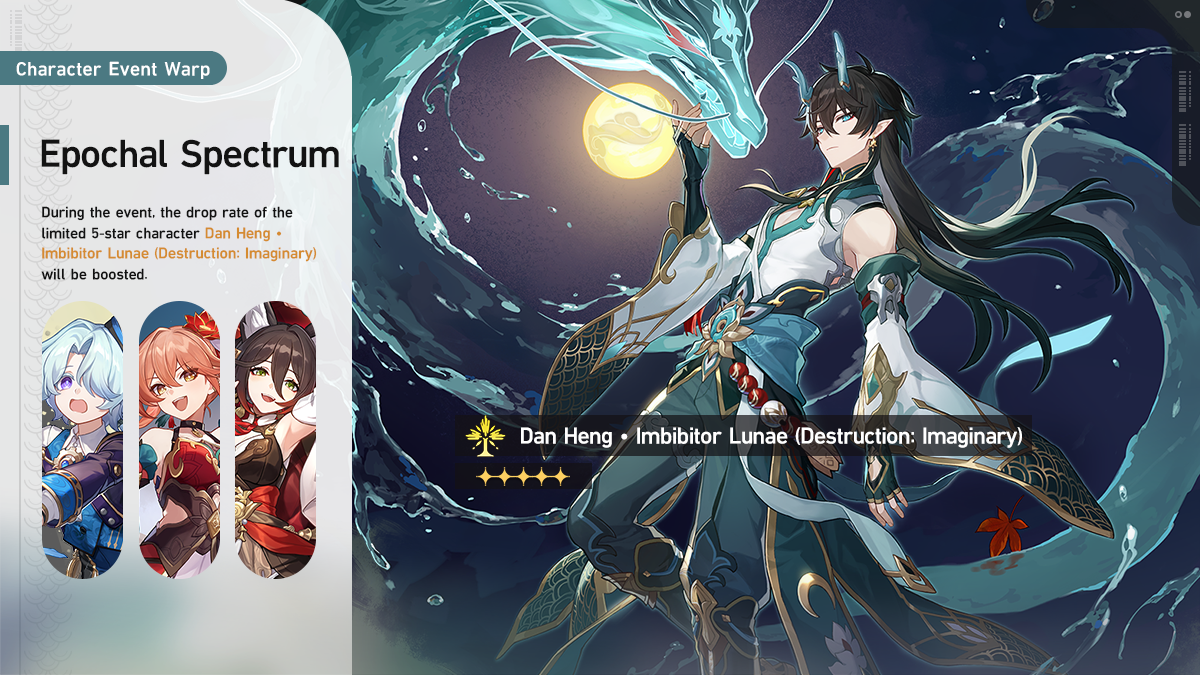 Character Event Warp
Epochal Spectrum
During the event, the drop rate of the
limited 5-star character Dan Heng •
Imbibitor Lunae (Destruction: Imaginary)
will be boosted.
Dan Heng • Imbibitor Lunae (Destruction: Imaginary)